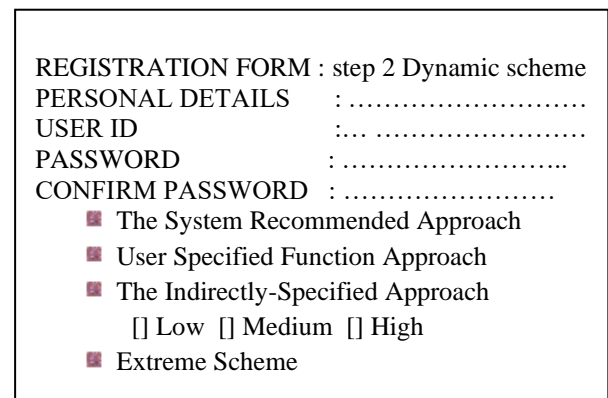 REGISTRATION FORM : step 2 Dynamic scheme
PERSONAL DETAILS : ………………………
USER ID :… ……………………
PASSWORD : ……………………..
CONFIRM PASSWORD : ……………………
The System Recommended Approach
User Specified Function Approach
The Indirectly-Specified Approach
[] Low [] Medium [] High
Extreme Scheme